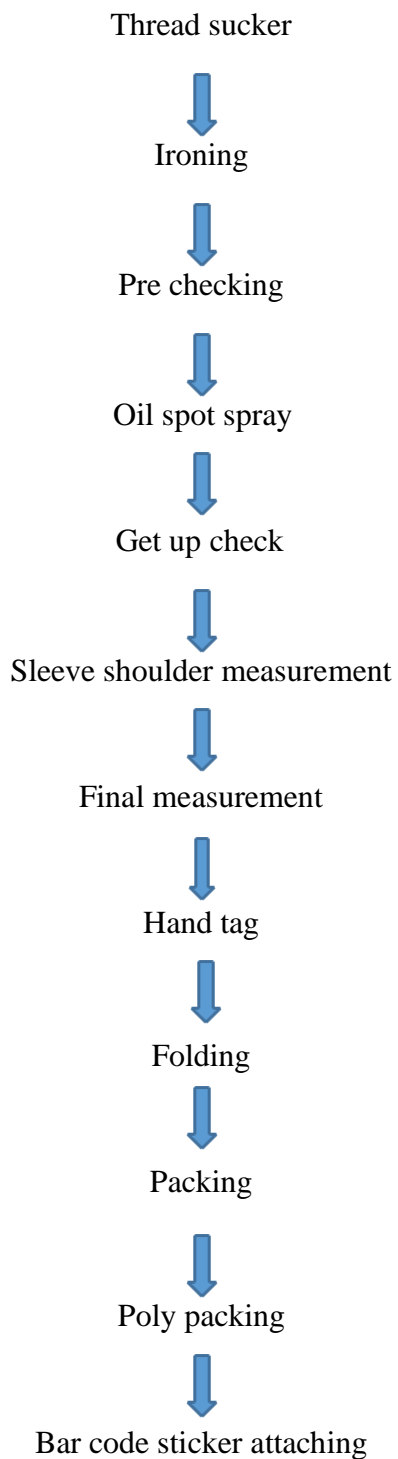 Thread sucker
Ironing
Pre checking
Oil spot spray
Get up check
Sleeve shoulder measurement
Final measurement
Hand tag
Folding
Packing
Poly packing
Bar code sticker attaching